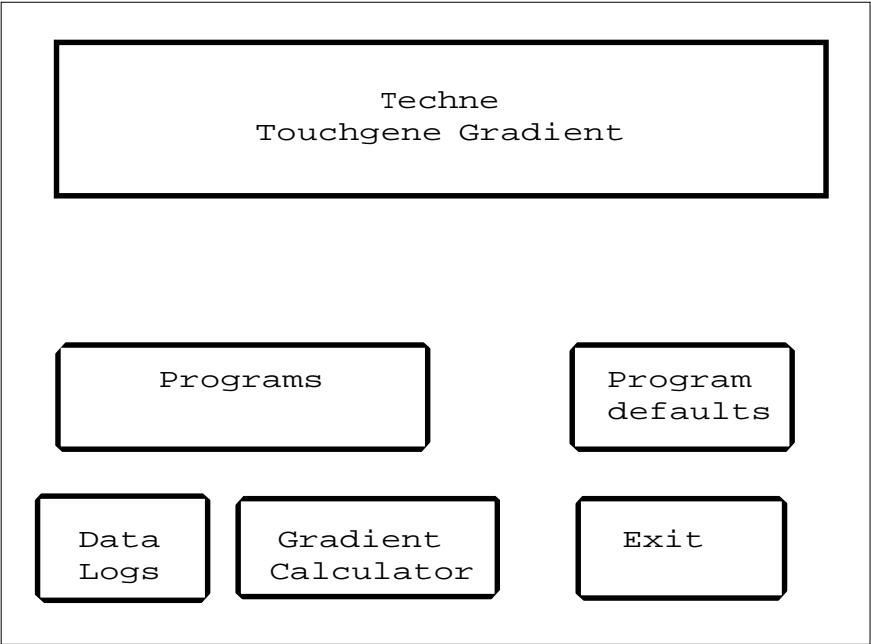 Techne
Touchgene Gradient
Programs
Program
defaults
Data
Logs
Gradient
Calculator
Exit